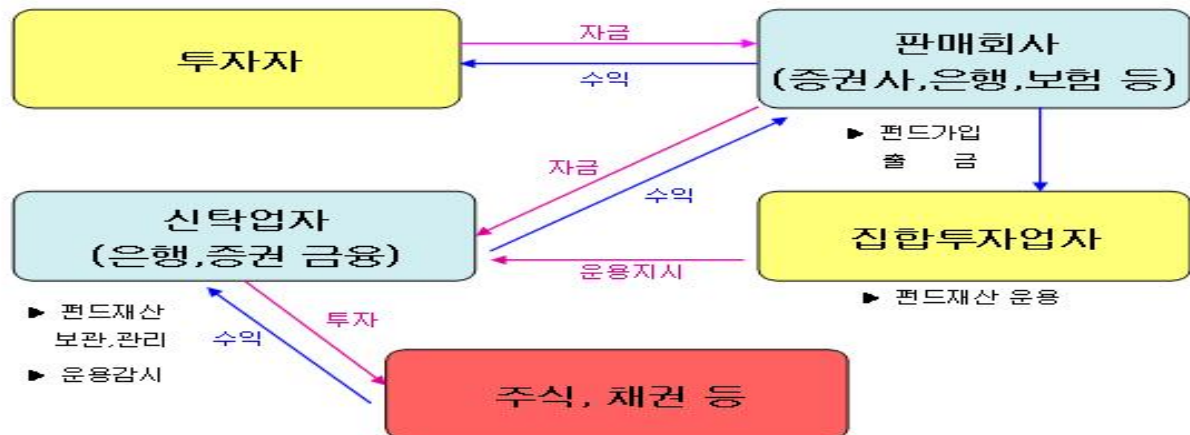 투자자
자금
수익
판매회사
(증권사,은행,보험 등)
▶ 펀드가입
출 금
자금
수익
신탁업자
(은행,증권 금융)
집합투자업자
운용지시
▶ 펀드재산 운용
▶ 펀드재산
보관,관리
▶ 운용감시
투자
수익
주식, 채권 등